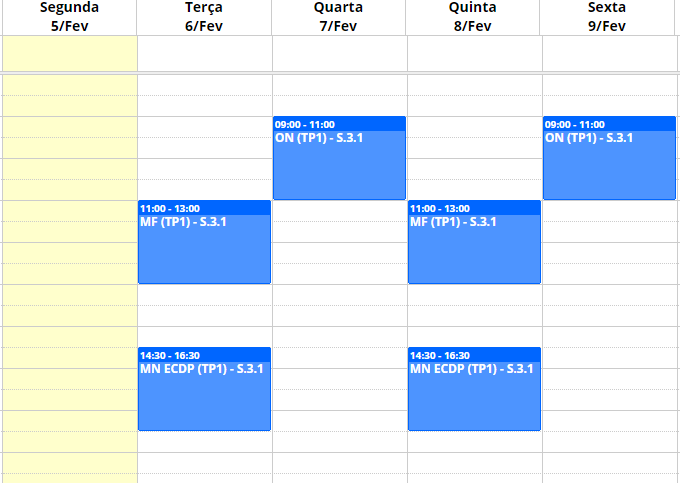 Segunda
5/Fev
Terça
6/Fev
Quarta
7/Fev
Quinta
8/Fev
Sexta
9/Fev
09:00 - 11:00
ON (TP1) - S.3.1
09:00 - 11:00
ON (TP1) - S.3.1
11:00 - 13:00
MF (TP1) - S.3.1
11:00 - 13:00
MF (TP1) - S.3.1
14:30 - 16:30
MN ECDP (TP1) - S.3.1
14:30 - 16:30
MN ECDP (TP1) - S.3.1